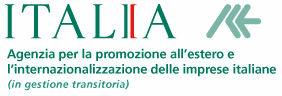 ITALIA
Agenzia per la promozione all'estero e
l'internazionalizzazione delle imprese italiane
(in gestione transitoria)